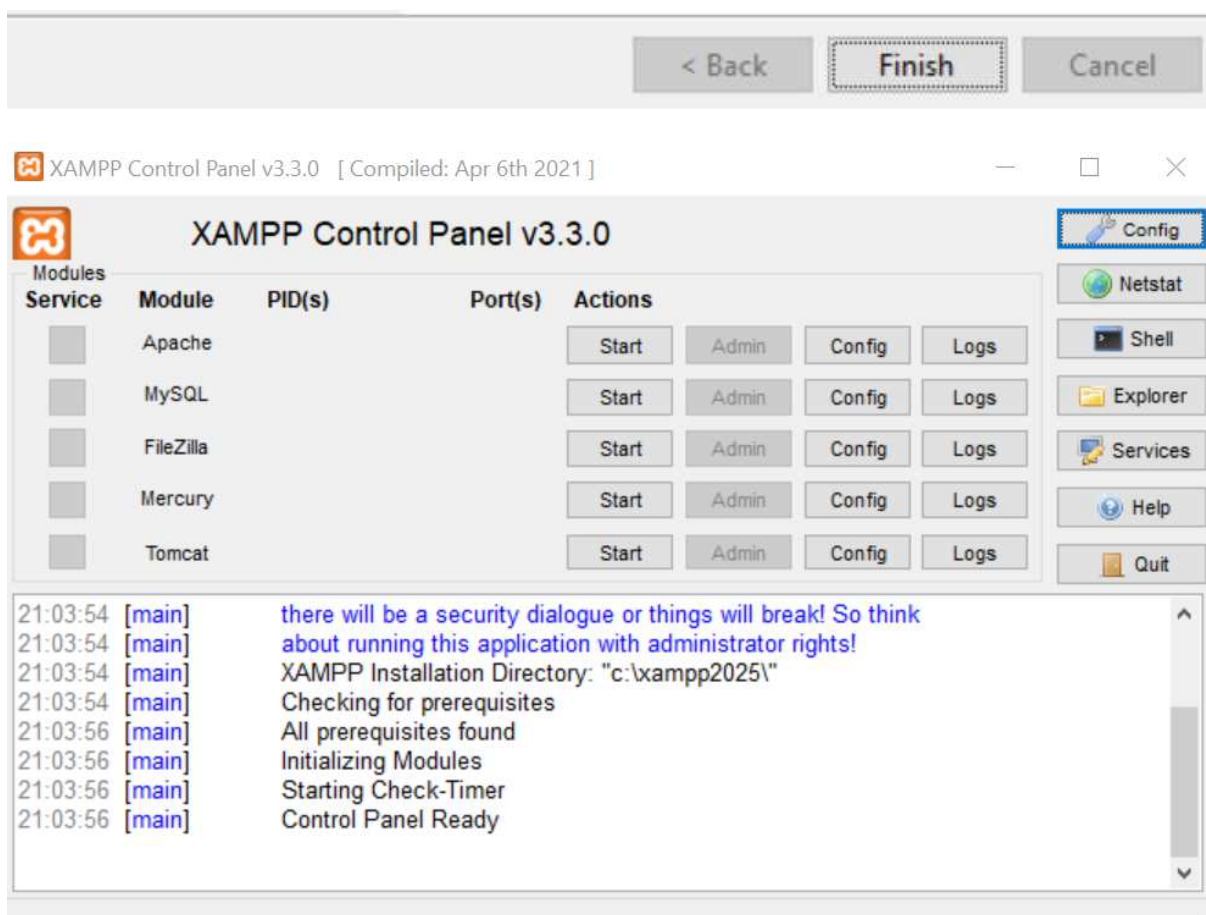 < Back Finish Cancel
XAMPP Control Panel v3.3.0 [ Compiled: Apr 6th 2021 ]
XAMPP Control Panel v3.3.0
Config
Modules
Service Module PID(s) Port(s) Actions
Netstat
Apache Start Admin Config Logs
Shell
MySQL Start Admin Config Logs
Explorer
FileZilla Start Admin Config Logs
Services
Mercury Start Admin Config Logs
Help
Tomcat Start Admin Config Logs
Quit
21:03:54 [main] there will be a security dialogue or things will break! So think
21:03:54 [main] about running this application with administrator rights!
21:03:54 [main] XAMPP Installation Directory: "c:\xampp2025\"
21:03:54 [main] Checking for prerequisites
21:03:56 [main] All prerequisites found
21:03:56 [main] Initializing Modules
21:03:56 [main] Starting Check-Timer
21:03:56 [main] Control Panel Ready